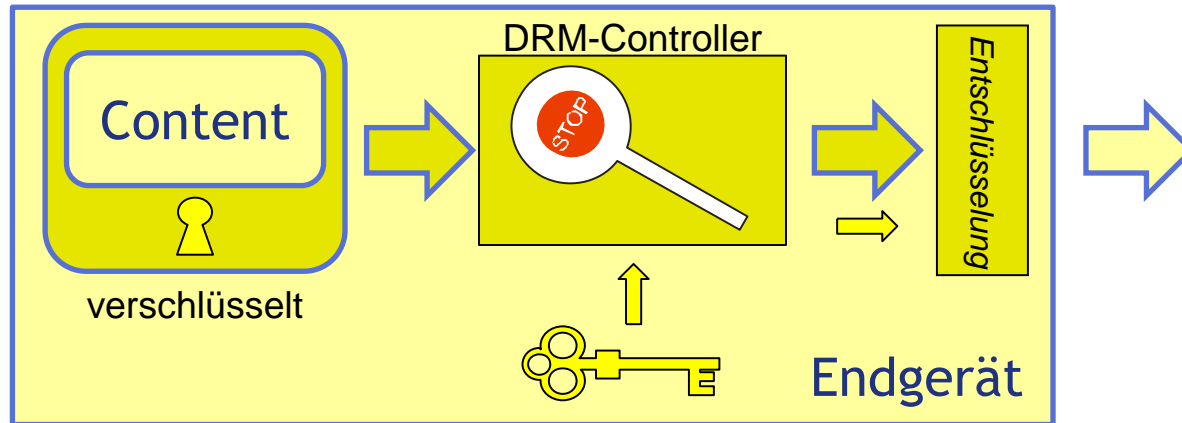 DRM-Controller
Content
STOP
Entschlüsselung
verschlüsselt
Endgerät